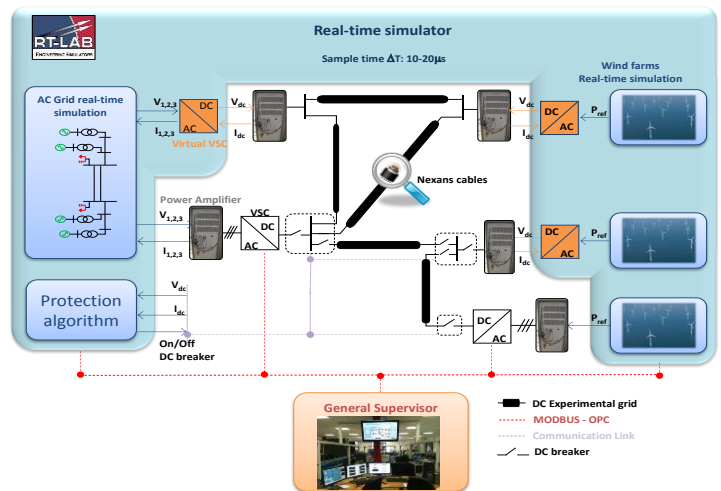 RT-LAB
ENGINEERING SIMULATORS
Real-time simulator
Sample time ΔT: 10-20µs
Wind farms
Real-time simulation
AC Grid real-time
simulation
V1,2,3
I1,2,3
DC
AC
Virtual VSC
Vdc
Idc
Vdc
Idc
DC
AC
Pref
Nexans cables
Power Amplifier
V1,2,3
I1,2,3
VSC
DC
AC
Vdc
Idc
DC
AC
Pref
Protection
algorithm
Vdc
Idc
On/Off
DC breaker
DC
AC
Pref
General Supervisor
DC Experimental grid
MODBUS - OPC
Communication Link
DC breaker